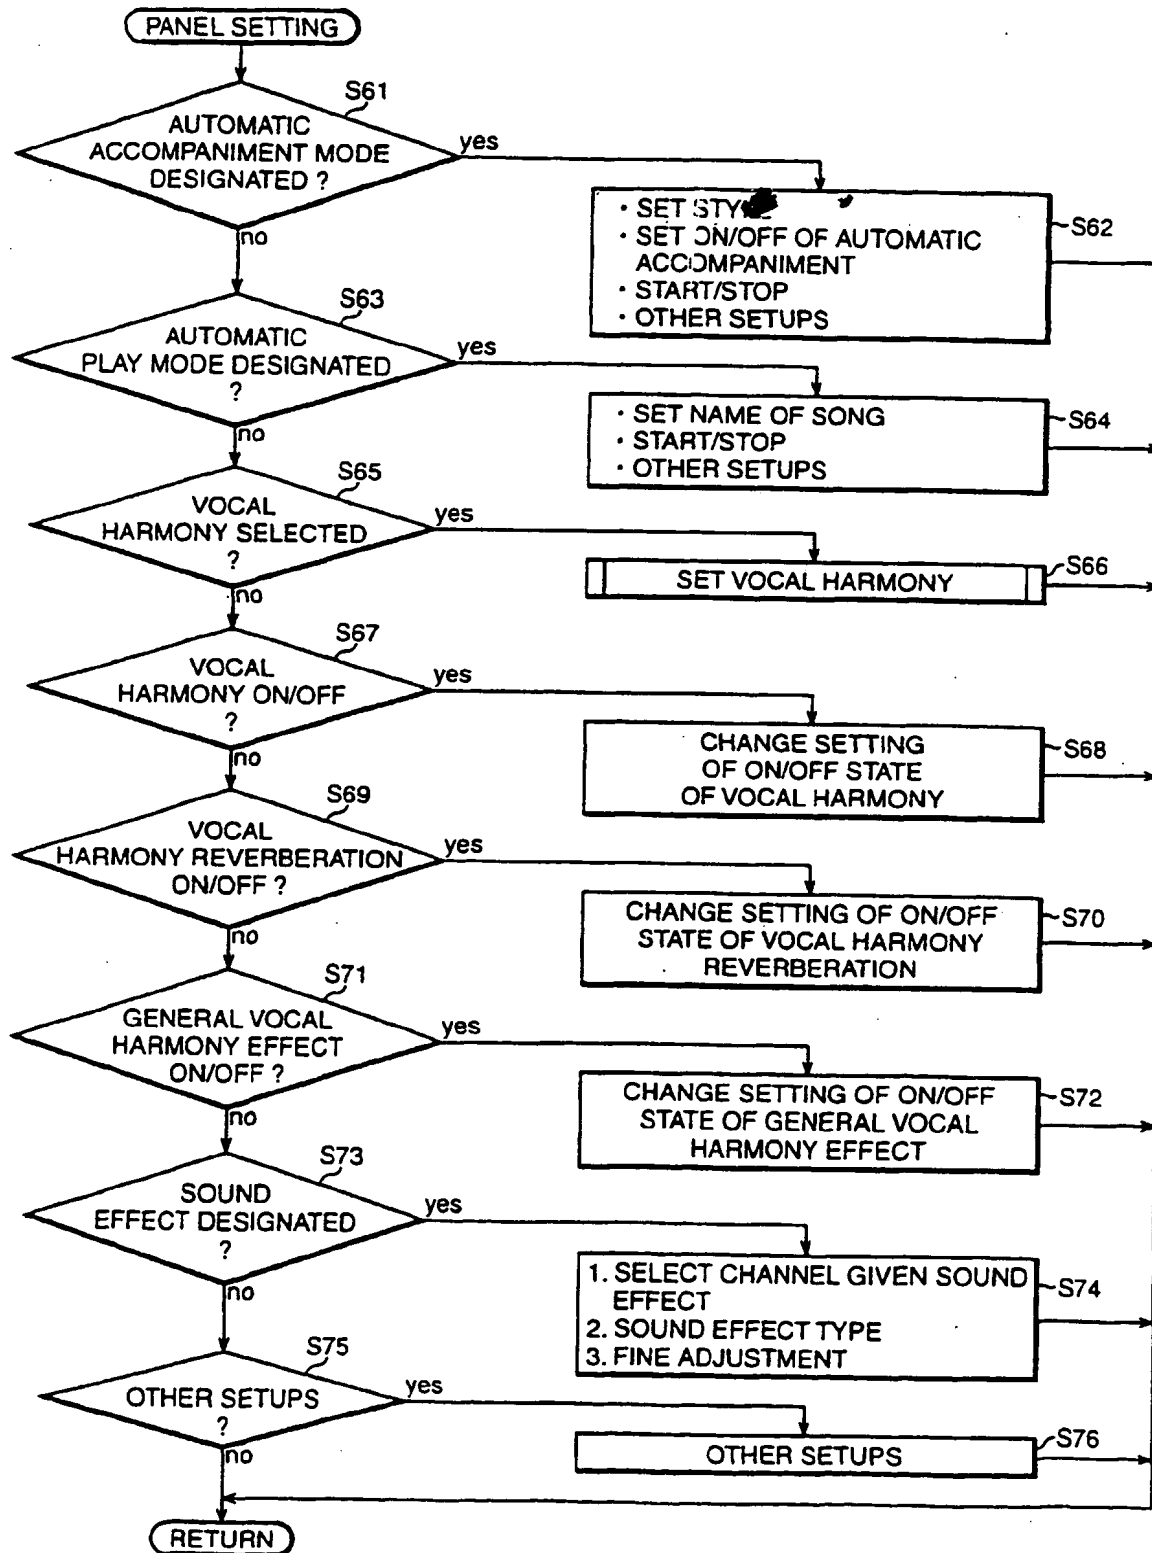 PANEL SETTING
S61
AUTOMATIC
ACCOMPANIMENT MODE
DESIGNATED ?
yes
no
· SET
· SET ON/OFF OF AUTOMATIC
ACCOMPANIMENT
· START/STOP
· OTHER SETUPS
S62
S63
AUTOMATIC
PLAY MODE DESIGNATED
?
yes
no
· SET NAME OF SONG
· START/STOP
· OTHER SETUPS
S64
S65
VOCAL
HARMONY SELECTED
?
yes
no
SET VOCAL HARMONY
S66
S67
VOCAL
HARMONY ON/OFF
?
yes
no
CHANGE SETTING
OF ON/OFF STATE
OF VOCAL HARMONY
S68
S69
VOCAL
HARMONY REVERBERATION
ON/OFF ?
yes
no
CHANGE SETTING OF ON/OFF
STATE OF VOCAL HARMONY
REVERBERATION
S70
S71
GENERAL VOCAL
HARMONY EFFECT
ON/OFF ?
yes
no
CHANGE SETTING OF ON/OFF
STATE OF GENERAL VOCAL
HARMONY EFFECT
S72
S73
SOUND
EFFECT DESIGNATED
?
yes
no
1. SELECT CHANNEL GIVEN SOUND
EFFECT
2. SOUND EFFECT TYPE
3. FINE ADJUSTMENT
S74
S75
OTHER SETUPS
?
yes
no
OTHER SETUPS
S76
RETURN